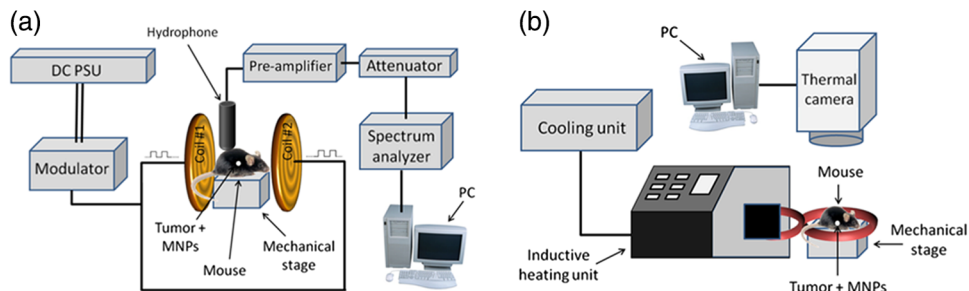 (a)
Hydrophone
DC PSU
Pre-amplifier
Attenuator
Modulator
Coil #1
Coil #2
Spectrum
analyzer
PC
Tumor +
MNPs
Mouse
Mechanical
stage
(b)
PC
Thermal
camera
Cooling unit
Mouse
Inductive
heating unit
Mechanical
stage
Tumor + MNPs